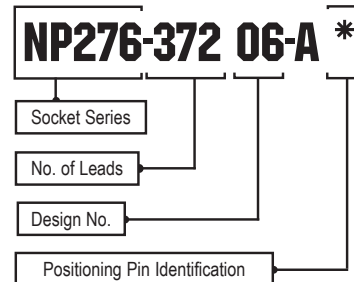 NP276-372 06-A *
Socket Series
No. of Leads
Design No.
Positioning Pin Identification